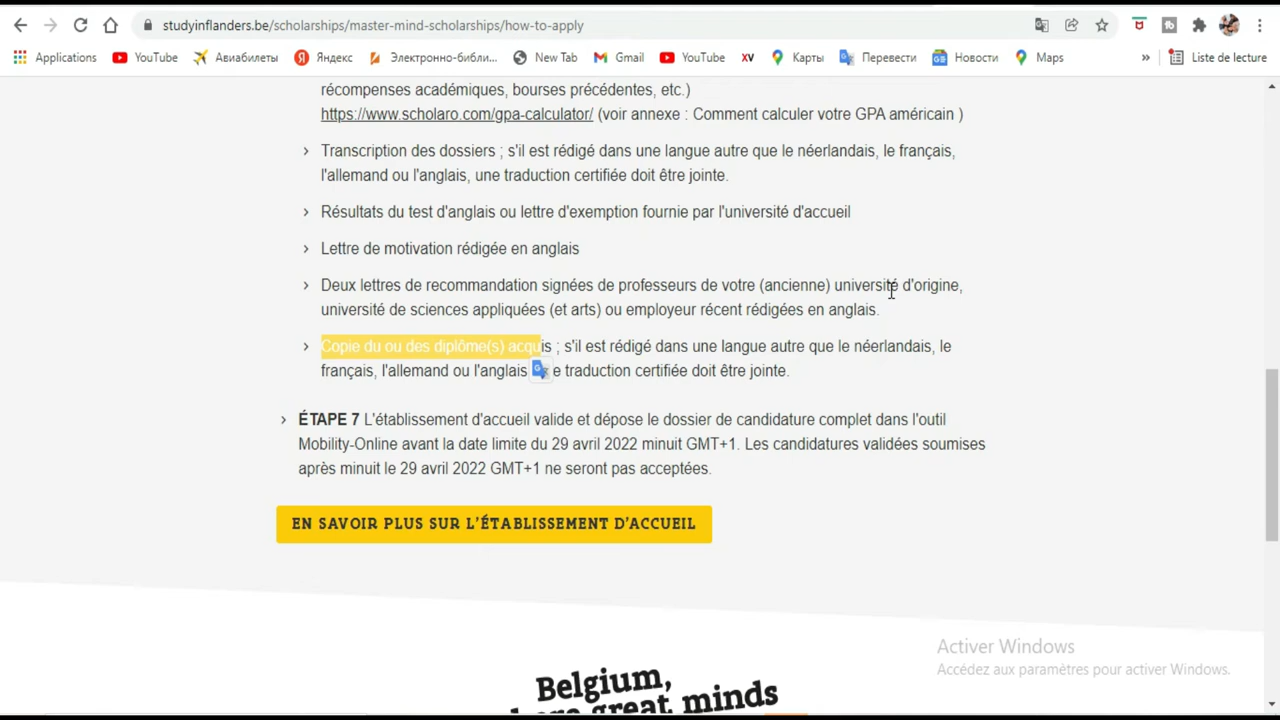 studyinflanders.be/scholarships/master-mind-scholarships/how-to-apply
Applications YouTube Авиабилеты Яндекс Электронно-библи... New Tab Gmail YouTube XV Карты Перевести Новости Maps » Liste de lecture
récompenses académiques, bourses précédentes, etc.)
https://www.scholaro.com/gpa-calculator/ (voir annexe : Comment calculer votre GPA américain )
Transcription des dossiers ; s'il est rédigé dans une langue autre que le néerlandais, le français,
l'allemand ou l'anglais, une traduction certifiée doit être jointe.
Résultats du test d'anglais ou lettre d'exemption fournie par l'université d'accueil
Lettre de motivation rédigée en anglais
Deux lettres de recommandation signées de professeurs de votre (ancienne) université d'origine,
université de sciences appliquées (et arts) ou employeur récent rédigées en anglais.
Copie du ou des diplôme(s) acquis ; s'il est rédigé dans une langue autre que le néerlandais, le
français, l'allemand ou l'anglais e traduction certifiée doit être jointe.
ÉTAPE 7 L'établissement d'accueil valide et dépose le dossier de candidature complet dans l'outil
Mobility-Online avant la date limite du 29 avril 2022 minuit GMT+1. Les candidatures validées soumises
après minuit le 29 avril 2022 GMT+1 ne seront pas acceptées.
EN SAVOIR PLUS SUR L'ÉTABLISSEMENT D'ACCUEIL
Activer Windows
Accédez aux paramètres pour activer Windows.
Belgium,
great minds